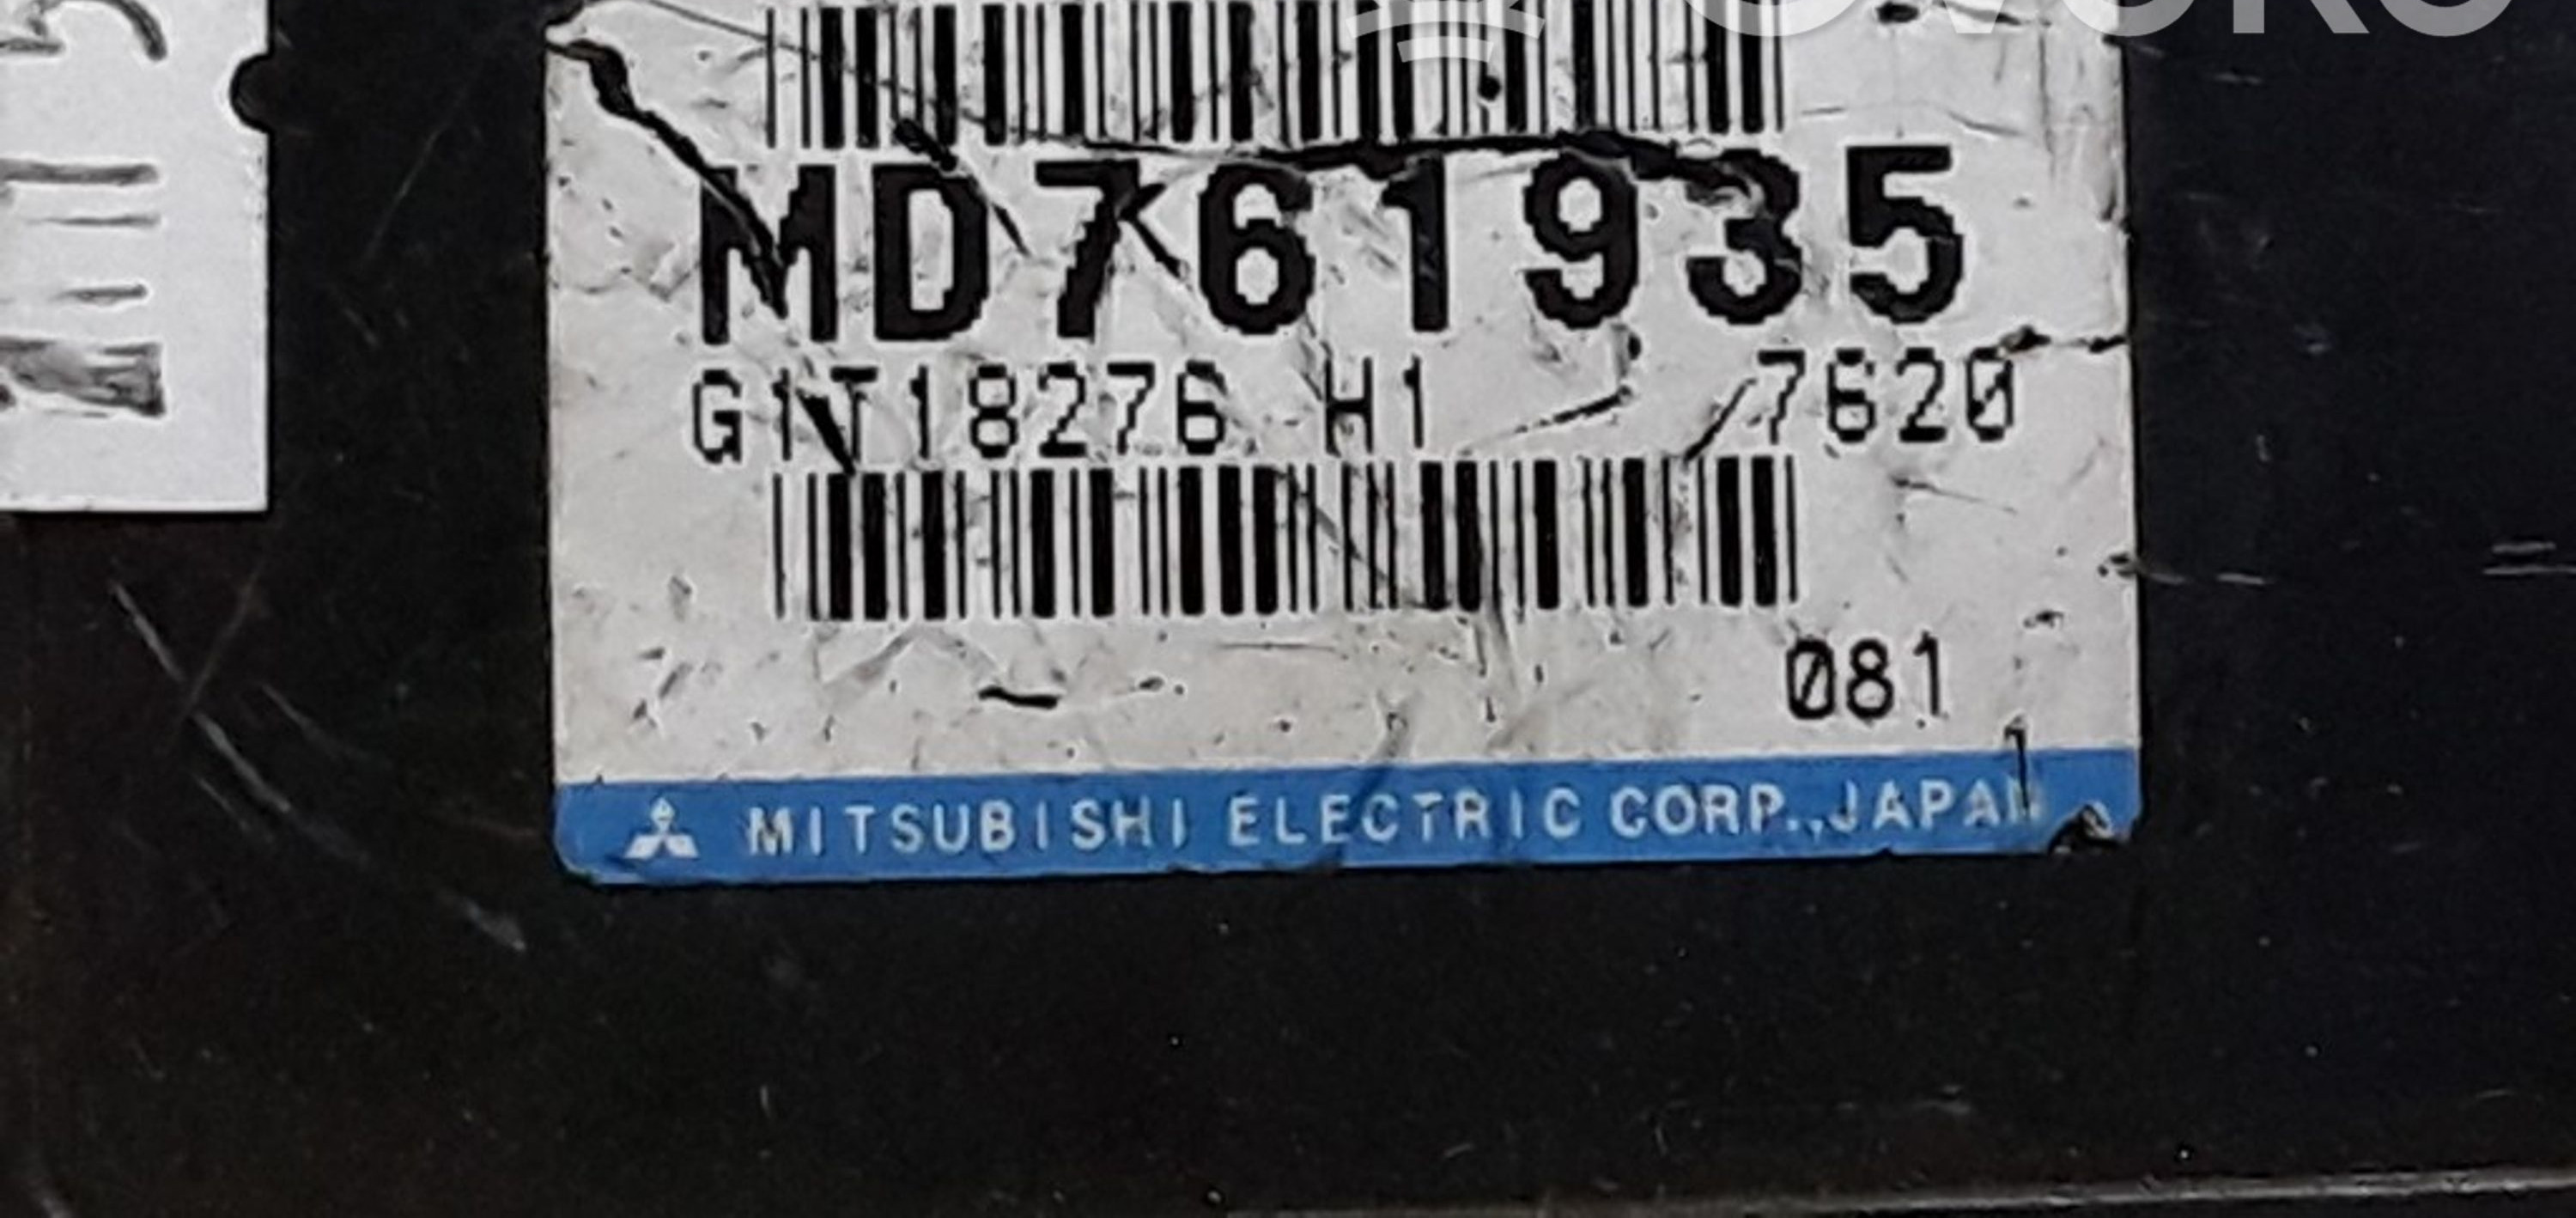 MD761935
G1T18276 H1 7620
081
MITSUBISHI ELECTRIC CORP.,JAPAN